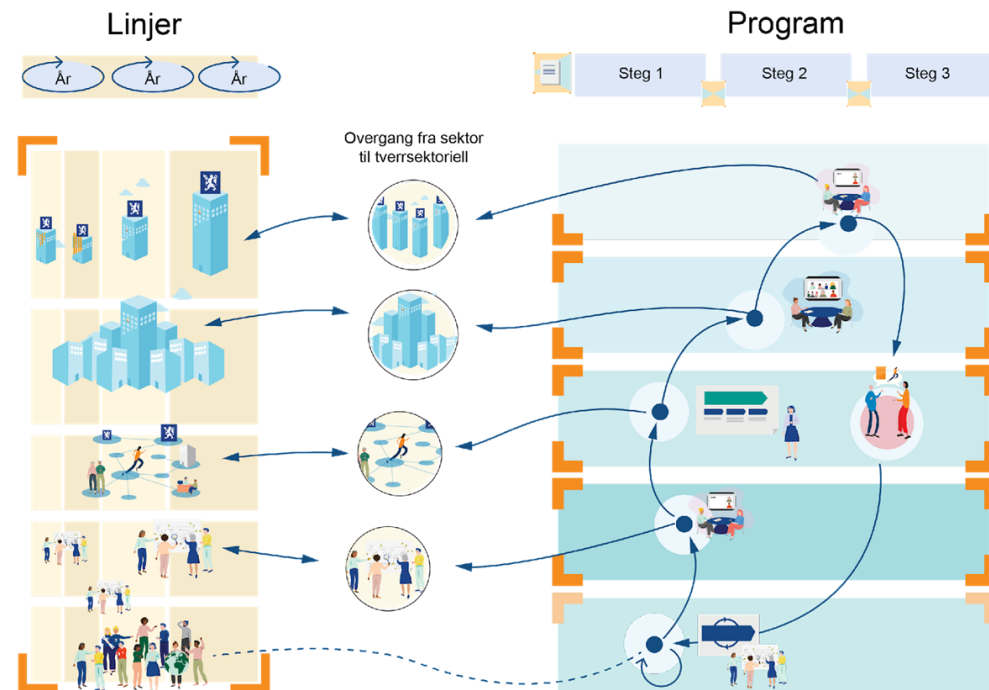 Linjer
Program
År
År
År
Steg 1
Steg 2
Steg 3
Overgang fra sektor
til tverrsektoriell